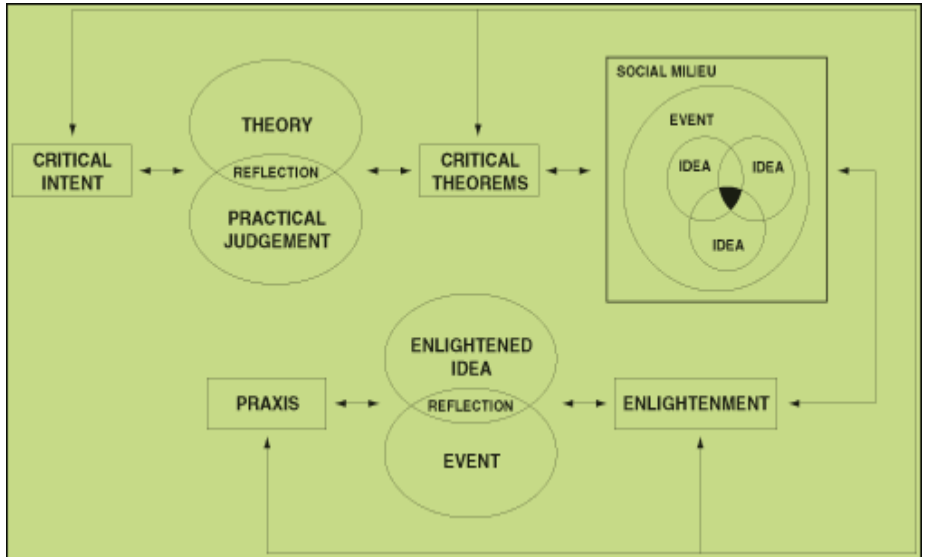 SOCIAL MILIEU
EVENT
IDEA
IDEA
IDEA
THEORY
REFLECTION
PRACTICAL
JUDGEMENT
CRITICAL
INTENT
CRITICAL
THEOREMS
ENLIGHTENED
IDEA
REFLECTION
EVENT
PRAXIS
ENLIGHTENMENT